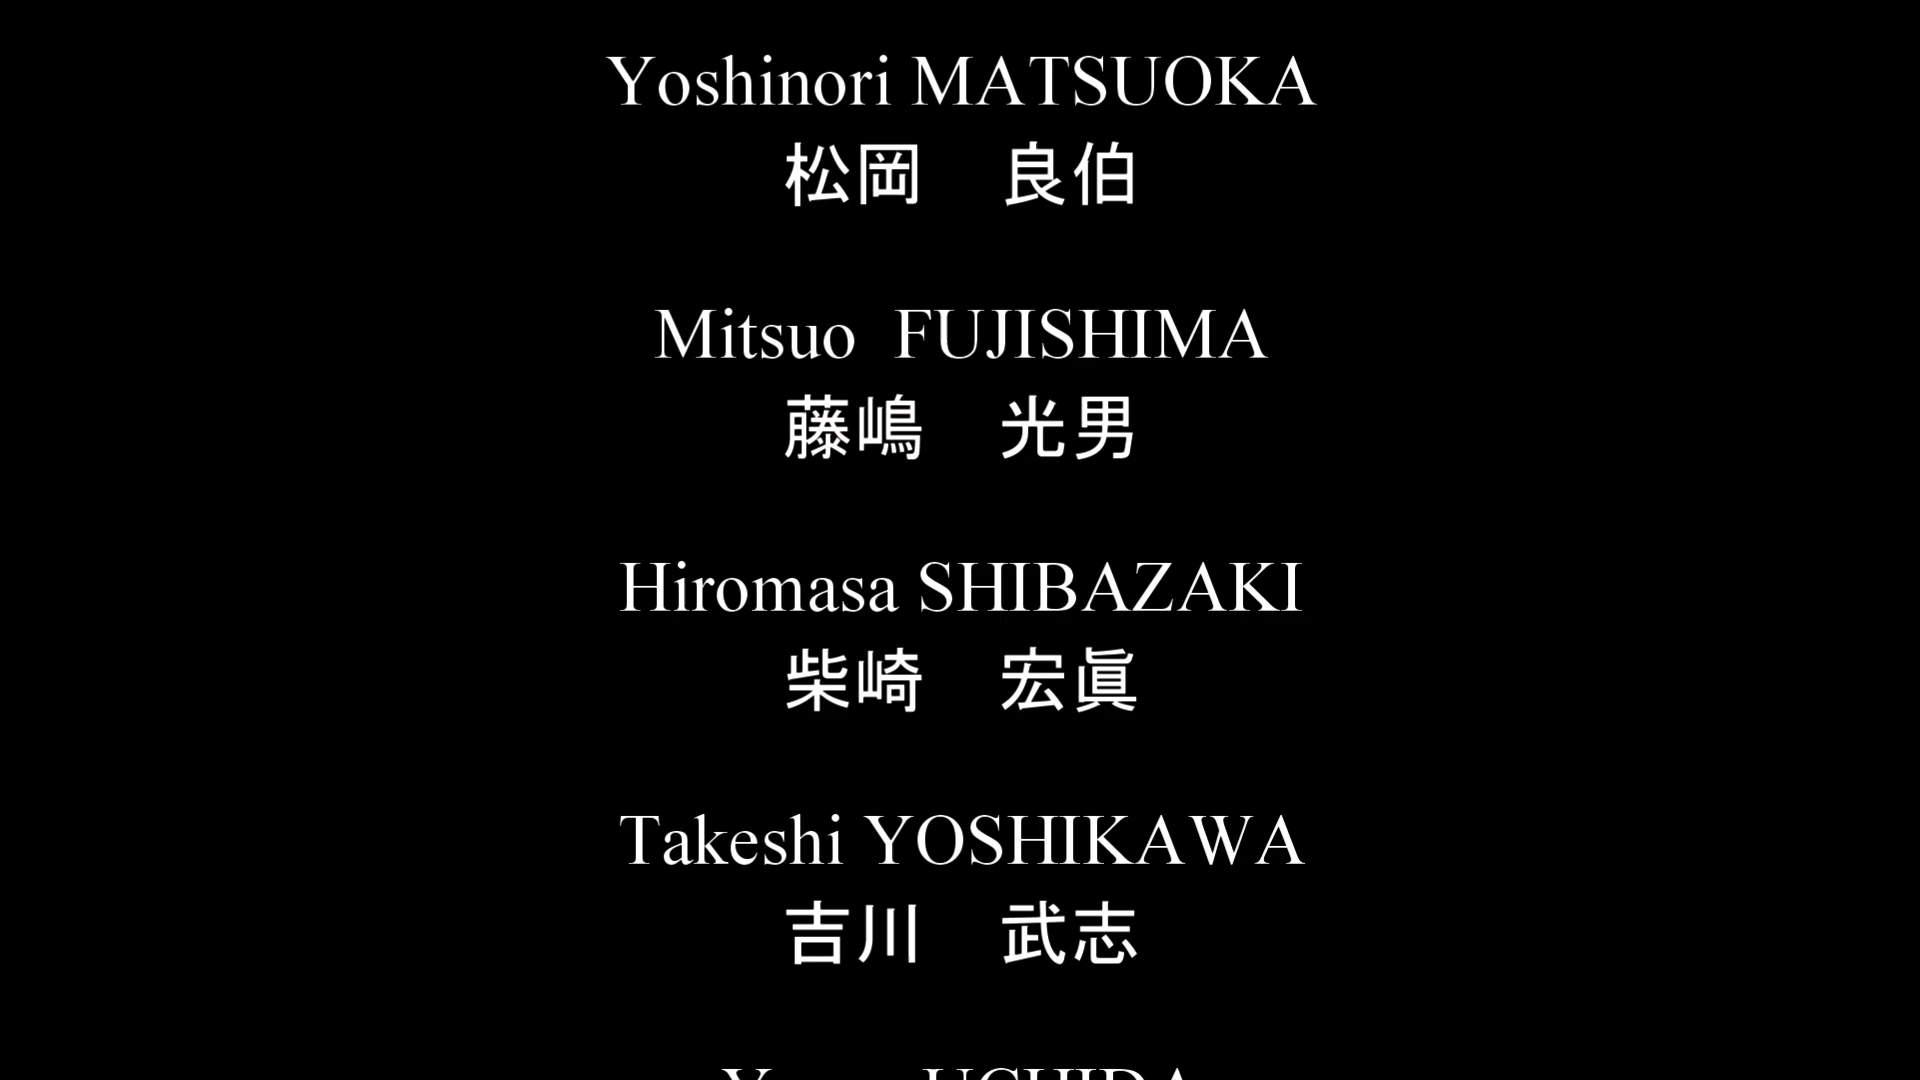 Yoshinori MATSUOKA
松岡　良伯
Mitsuo  FUJISHIMA
藤嶋　光男
Hiromasa SHIBAZAKI
柴崎　宏眞
Takeshi YOSHIKAWA
吉川　武志
UCHIDA